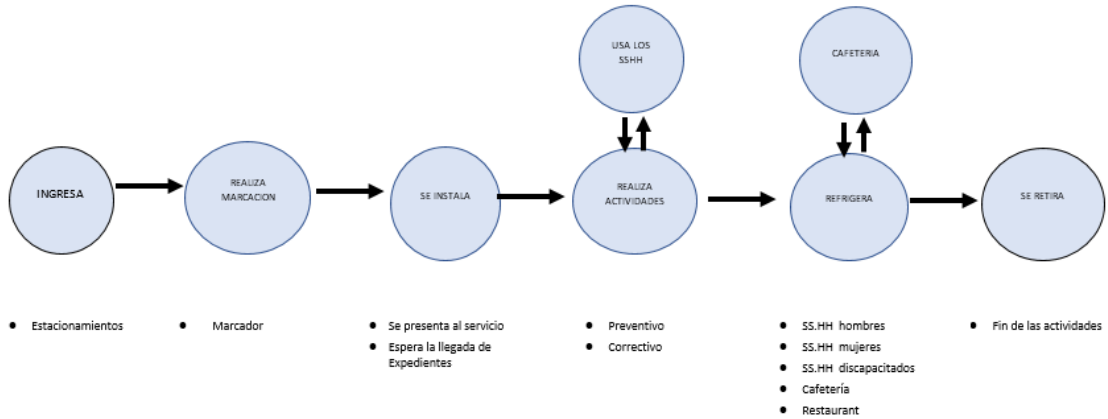 USA LOS
SSHH
CAFETERIA
INGRESA
REALIZA
MARCACION
SE INSTALA
REALIZA
ACTIVIDADES
REFRIGERA
SE RETIRA
● Estacionamientos
● Marcador
● Se presenta al servicio
● Espera la llegada de
Expedientes
● Preventivo
● Correctivo
● SS.HH hombres
● SS.HH mujeres
● SS.HH discapacitados
● Cafetería
● Restaurant
● Fin de las actividades